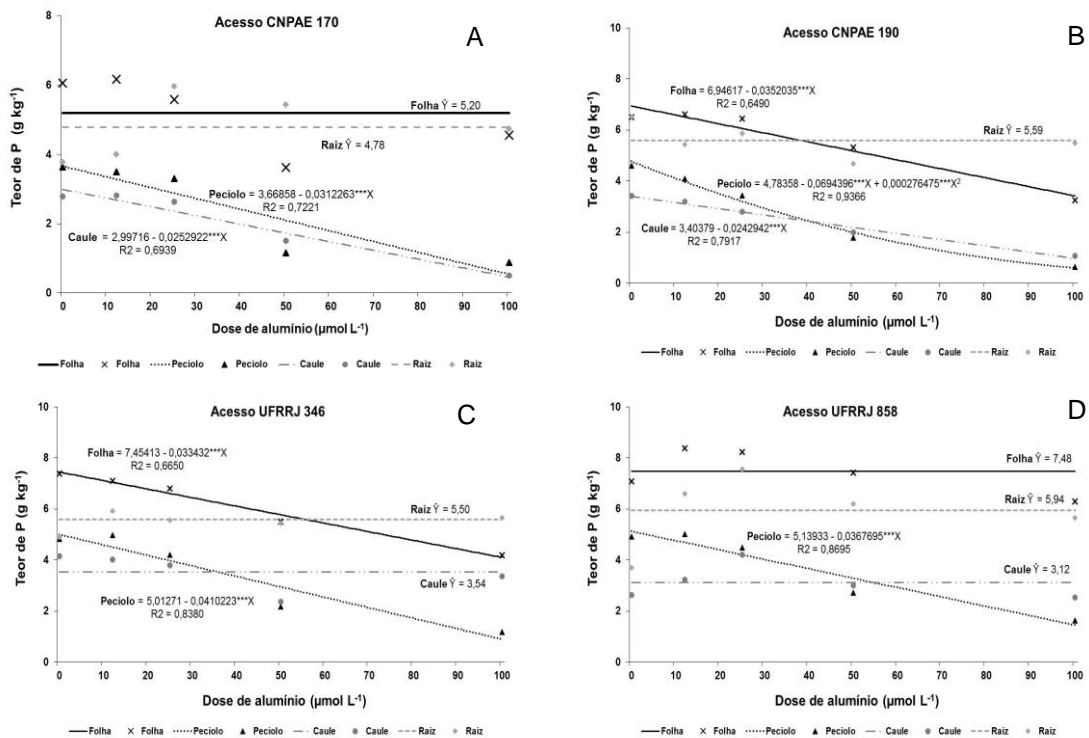 Acesso CNPAE 170
A
Teor de P (g kg⁻¹)
8
6
4
2
0
Folha Ŷ = 5,20
Raiz Ŷ = 4,78
Peciolo = 3,66858 - 0,0312263***X
R2 = 0,7221
Caule = 2,99716 - 0,0252922***X
R2 = 0,6939
0 10 20 30 40 50 60 70 80 90 100
Dose de alumínio (µmol L⁻¹)
Folha Folha Peciolo Peciolo Caule Caule Raiz Raiz
Acesso CNPAE 190
B
Teor de P (g kg⁻¹)
10
8
6
4
2
0
Folha = 6,94617 - 0,0352035***X
R2 = 0,6490
Raiz Ŷ = 5,59
Peciolo = 4,78358 - 0,0694396***X + 0,000276475***X²
R2 = 0,9366
Caule = 3,40379 - 0,0242942***X
R2 = 0,7917
0 10 20 30 40 50 60 70 80 90 100
Dose de alumínio (µmol L⁻¹)
Folha Folha Peciolo Peciolo Caule Caule Raiz Raiz
Acesso UFRRJ 346
C
Teor de P (g kg⁻¹)
10
8
6
4
2
0
Folha = 7,45413 - 0,033432***X
R2 = 0,6650
Raiz Ŷ = 5,50
Caule Ŷ = 3,54
Peciolo = 5,01271 - 0,0410223***X
R2 = 0,8380
0 10 20 30 40 50 60 70 80 90 100
Dose de alumínio (µmol L⁻¹)
Folha Folha Peciolo Peciolo Caule Caule Raiz Raiz
Acesso UFRRJ 858
D
Teor de P (g kg⁻¹)
10
8
6
4
2
0
Folha Ŷ = 7,48
Raiz Ŷ = 5,94
Peciolo = 5,13933 - 0,0367695***X
R2 = 0,8695
Caule Ŷ = 3,12
0 10 20 30 40 50 60 70 80 90 100
Dose de alumínio (µmol L⁻¹)
Folha Folha Peciolo Peciolo Caule Caule Raiz Raiz